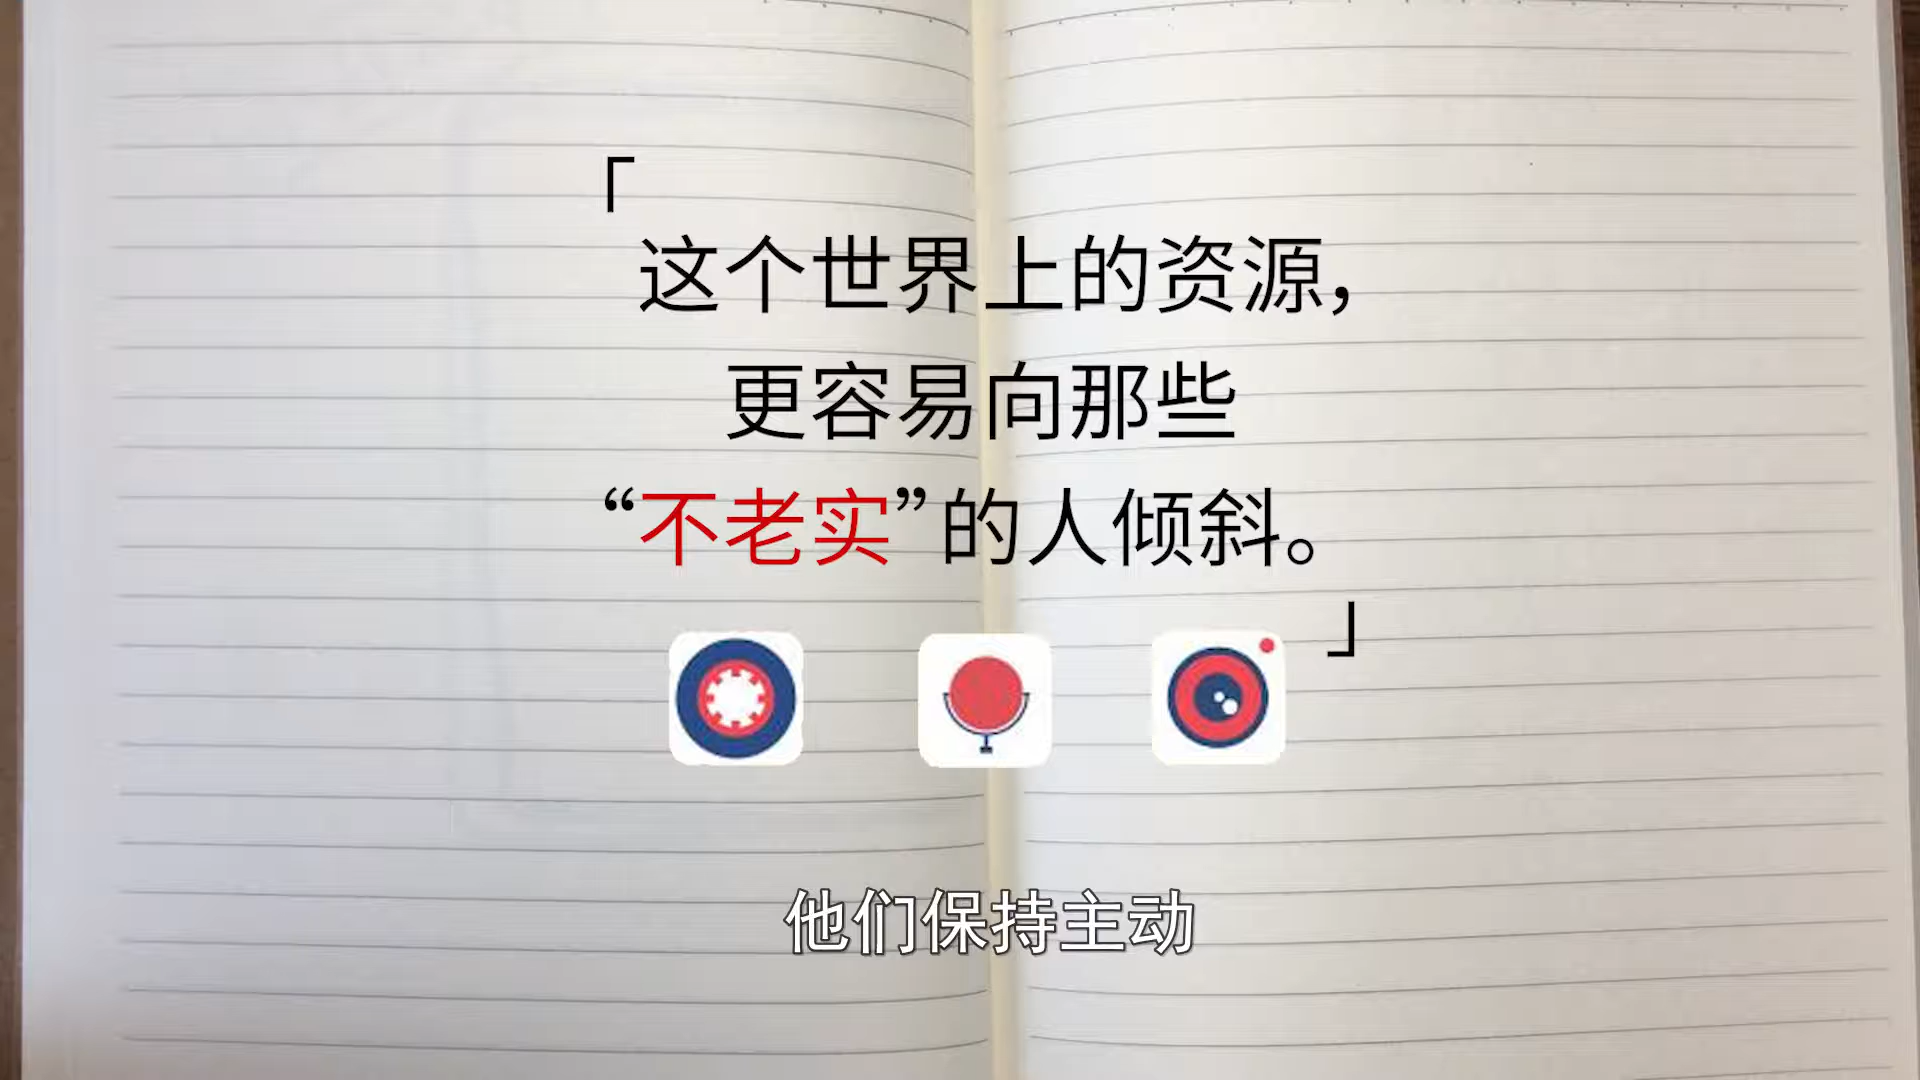 「
这个世界上的资源，
更容易向那些
“不老实”的人倾斜。
」
他们保持主动